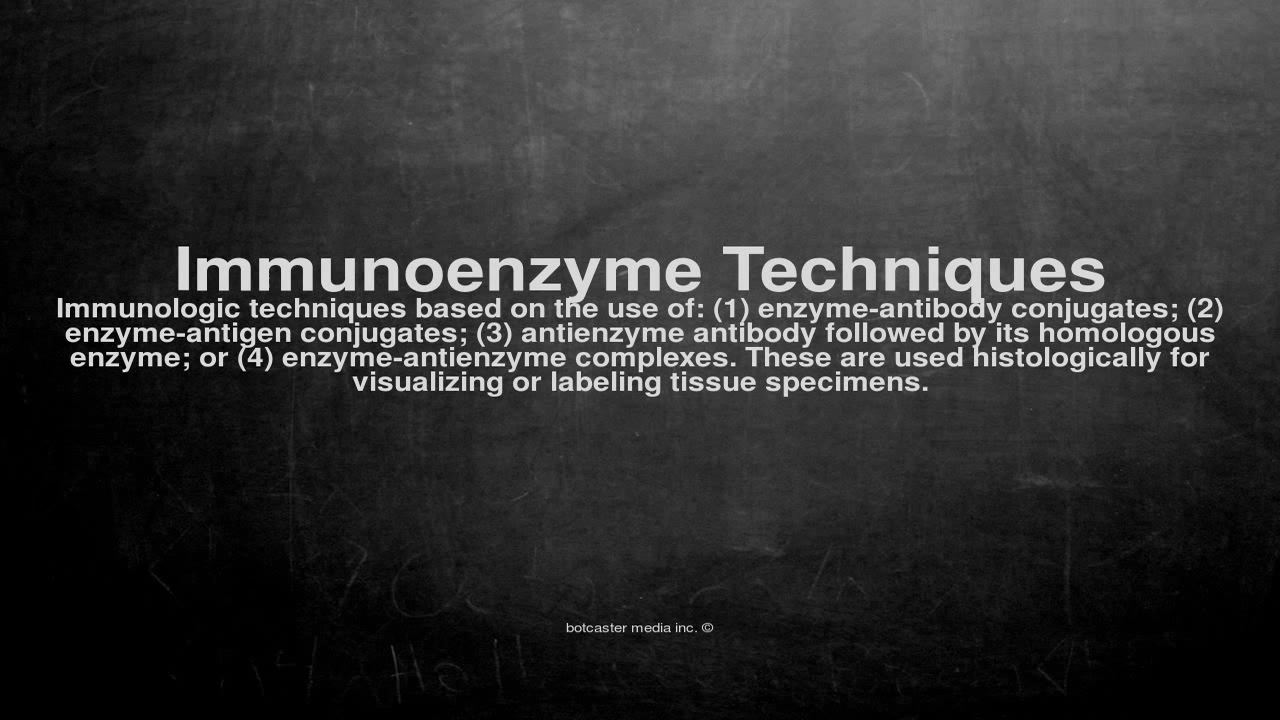 Immunoenzyme Techniques
Immunologic techniques based on the use of: (1) enzyme-antibody conjugates; (2)
enzyme-antigen conjugates; (3) antienzyme antibody followed by its homologous
enzyme; or (4) enzyme-antienzyme complexes. These are used histologically for
visualizing or labeling tissue specimens.
botcaster media inc. ©